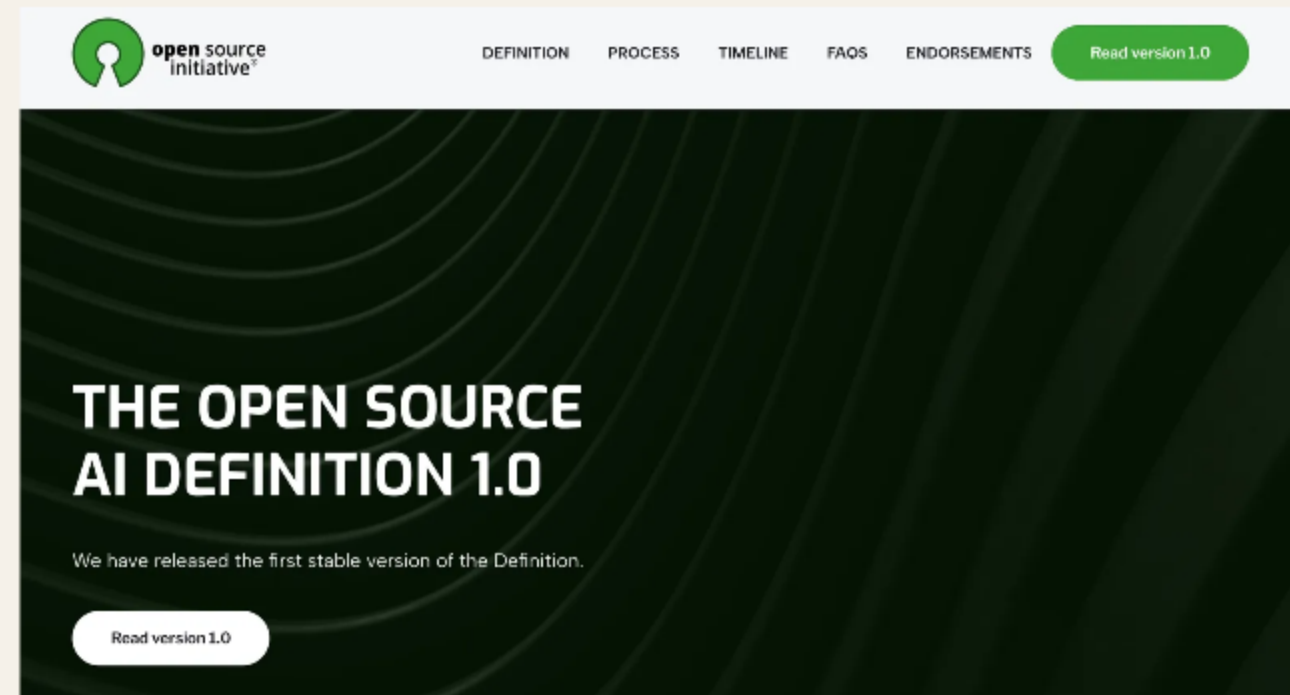 open source
initiative®
DEFINITION PROCESS TIMELINE FAQS ENDORSEMENTS Read version 1.0
THE OPEN SOURCE
AI DEFINITION 1.0
We have released the first stable version of the Definition.
Read version 1.0